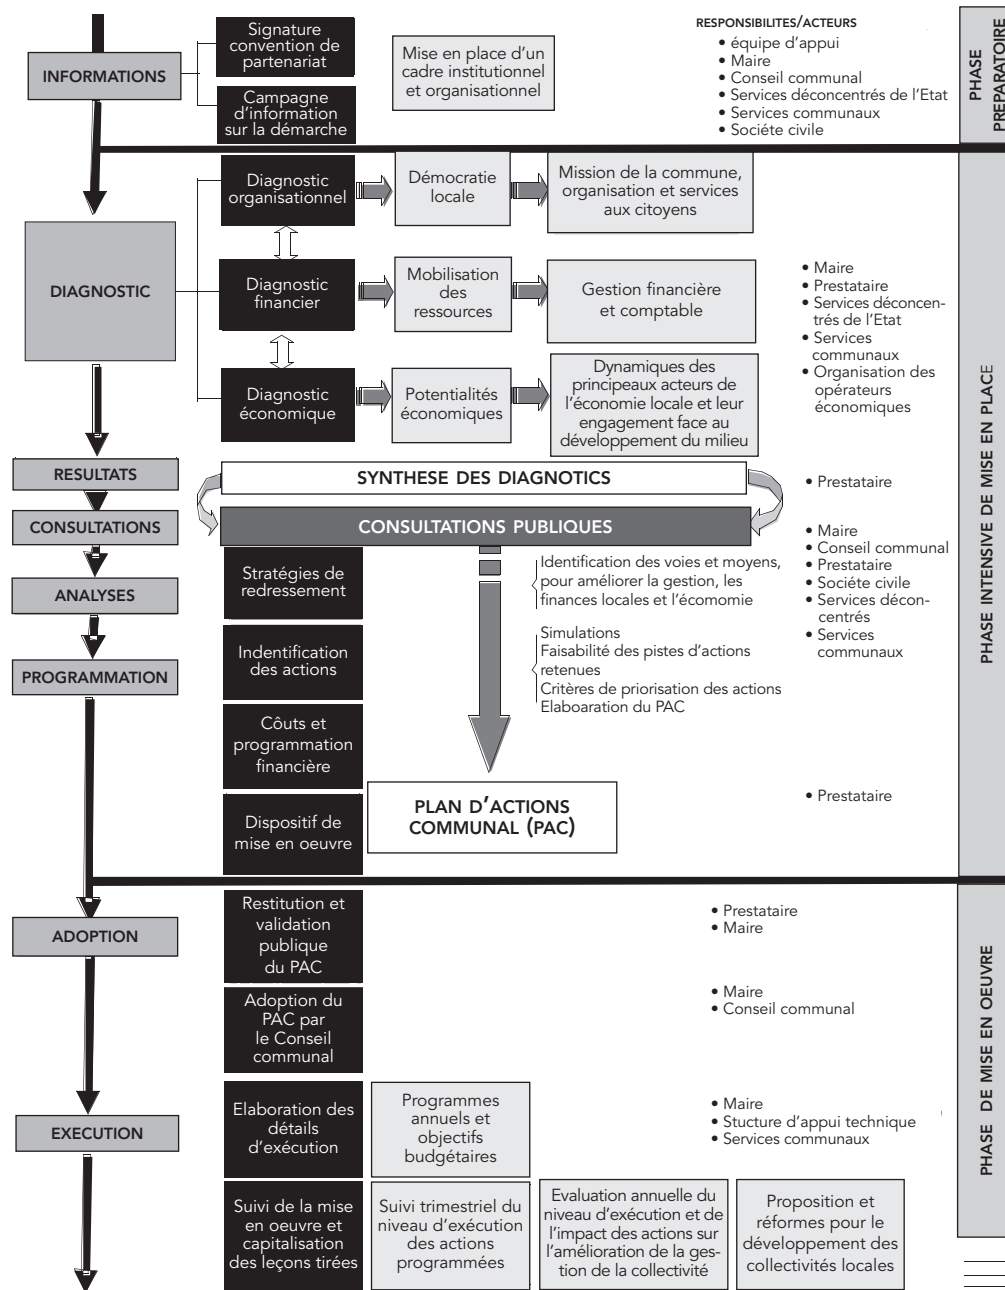 INFORMATIONS
Signature
convention de
partenariat
Campagne
d'information
sur la démarche
Mise en place d'un
cadre institutionnel
et organisationnel
RESPONSIBILITES/ACTEURS
• équipe d'appui
• Maire
• Conseil communal
• Services déconcentrés de l'Etat
• Services communaux
• Sociéte civile
PHASE
PREPARATOIRE
DIAGNOSTIC
Diagnostic
organisationnel
Démocratie
locale
Mission de la commune,
organisation et services
aux citoyens
Diagnostic
financier
Mobilisation
des
ressources
Gestion financière
et comptable
Diagnostic
économique
Potentialités
économiques
Dynamiques des
principaux acteurs de
l'économie locale et leur
engagement face au
développement du milieu
• Maire
• Prestataire
• Services déconcen-
trés de l'Etat
• Services
communaux
• Organisation des
opérateurs
économiques
PHASE INTENSIVE DE MISE EN PLACE
RESULTATS
SYNTHESE DES DIAGNOTICS
• Prestataire
CONSULTATIONS
CONSULTATIONS PUBLIQUES
ANALYSES
Stratégies de
redressement
Identification des voies et moyens,
pour améliorer la gestion, les
finances locales et l'écomomie
• Maire
• Conseil communal
• Prestataire
• Sociéte civile
• Services décon-
centrés
• Services
communaux
PROGRAMMATION
Indentification
des actions
Simulations
Faisabilité des pistes d'actions
retenues
Critères de priorisation des actions
Elaboaration du PAC
Côuts et
programmation
financière
Dispositif de
mise en oeuvre
PLAN D'ACTIONS
COMMUNAL (PAC)
• Prestataire
ADOPTION
Restitution et
validation
publique
du PAC
• Prestataire
• Maire
Adoption du
PAC par
le Conseil
communal
• Maire
• Conseil communal
PHASE DE MISE EN OEUVRE
EXECUTION
Elaboration des
détails
d'exécution
Programmes
annuels et
objectifs
budgétaires
• Maire
• Stucture d'appui technique
• Services communaux
Suivi de la mise
en oeuvre et
capitalisation
des leçons tirées
Suivi trimestriel du
niveau d'exécution
des actions
programmées
Evaluation annuelle du
niveau d'exécution et de
l'impact des actions sur
l'amélioration de la ges-
tion de la collectivité
Proposition et
réformes pour le
développement des
collectivités locales